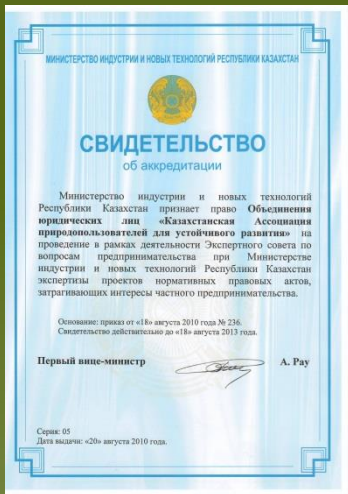 МИНИСТЕРСТВО ИНДУСТРИИ И НОВЫХ ТЕХНОЛОГИЙ РЕСПУБЛИКИ КАЗАХСТАН
СВИДЕТЕЛЬСТВО
об аккредитации
Министерство индустрии и новых технологий
Республики Казахстан признает право Объединения
юридических лиц «Казахстанская Ассоциация
природопользователей для устойчивого развития» на
проведение в рамках деятельности Экспертного совета по
вопросам предпринимательства при Министерстве
индустрии и новых технологий Республики Казахстан
экспертизы проектов нормативных правовых актов,
затрагивающих интересы частного предпринимательства.
Основание: приказ от «18» августа 2010 года № 236.
Свидетельство действительно до «18» августа 2013 года.
Первый вице-министр А. Рау
Серия: 05
Дата выдачи: «20» августа 2010 года.